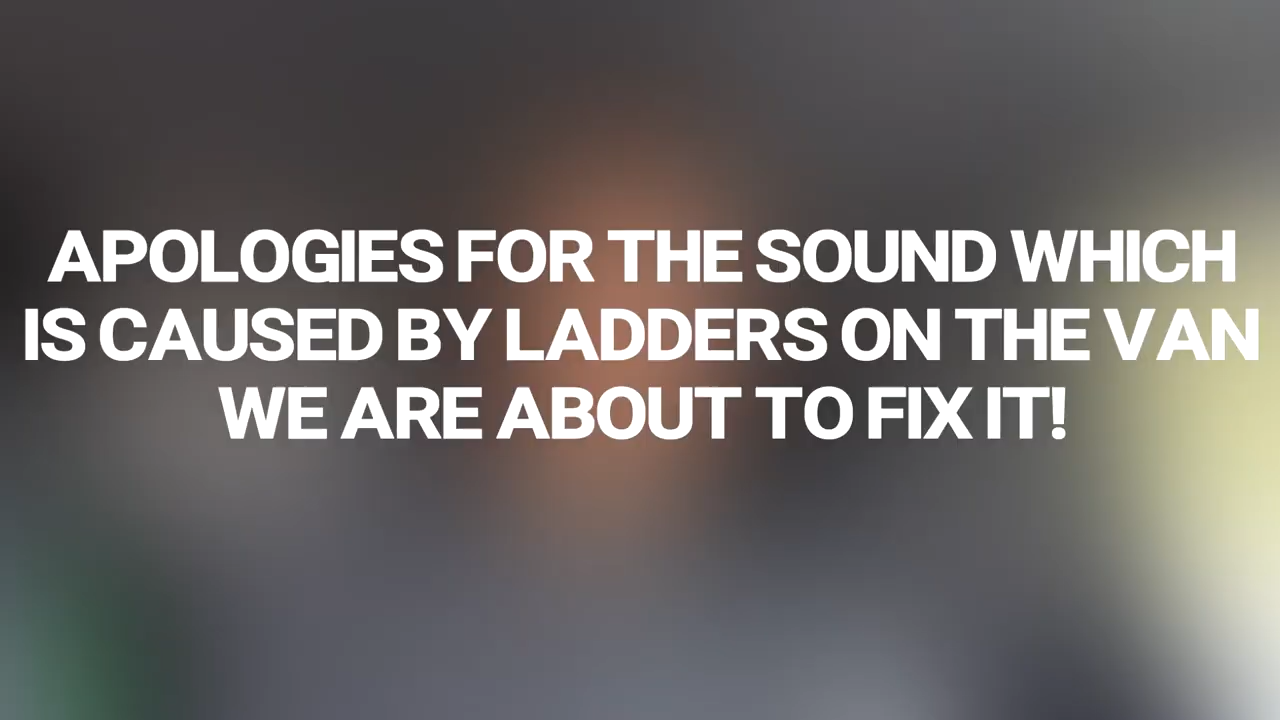 APOLOGIES FOR THE SOUND WHICH
IS CAUSED BY LADDERS ON THE VAN
WE ARE ABOUT TO FIX IT!